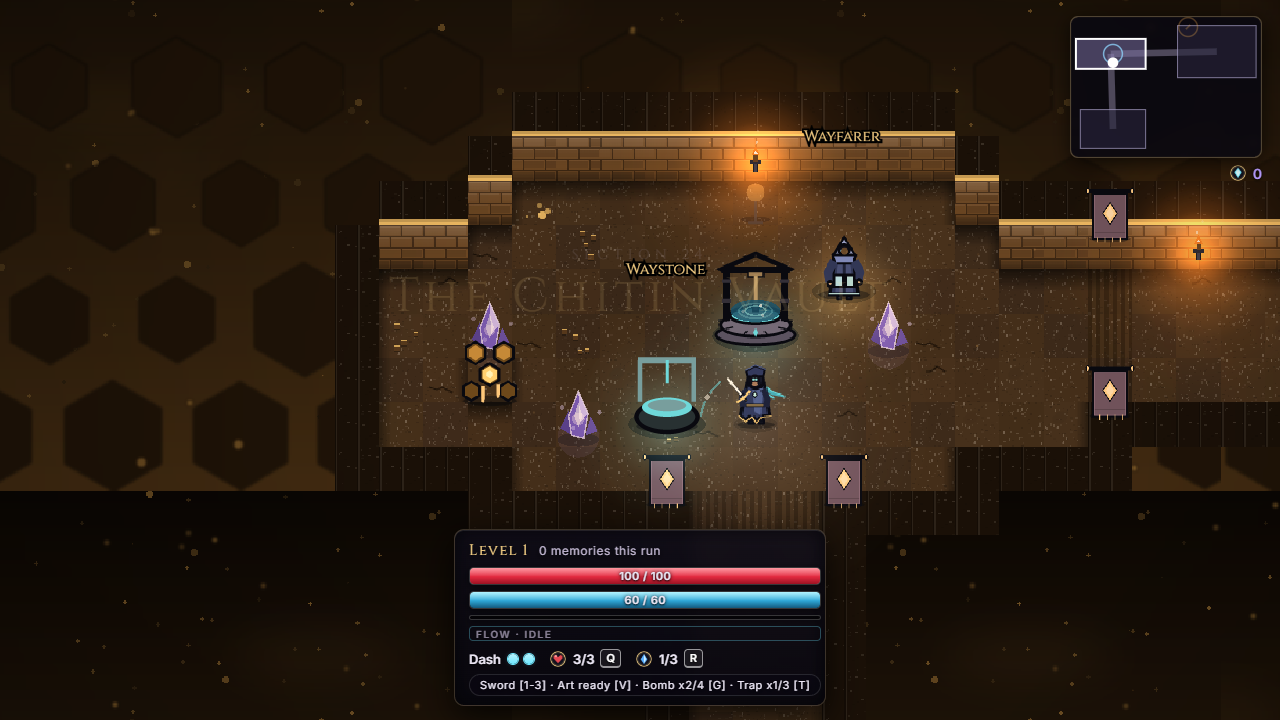 WAYFARER
0
WAYSTONE
THE CHITIN VAULT
LEVEL 1 0 memories this run
100 / 100
60 / 60
FLOW · IDLE
Dash 3/3 Q 1/3 R
Sword [1-3] · Art ready [V] · Bomb x2/4 [G] · Trap x1/3 [T]